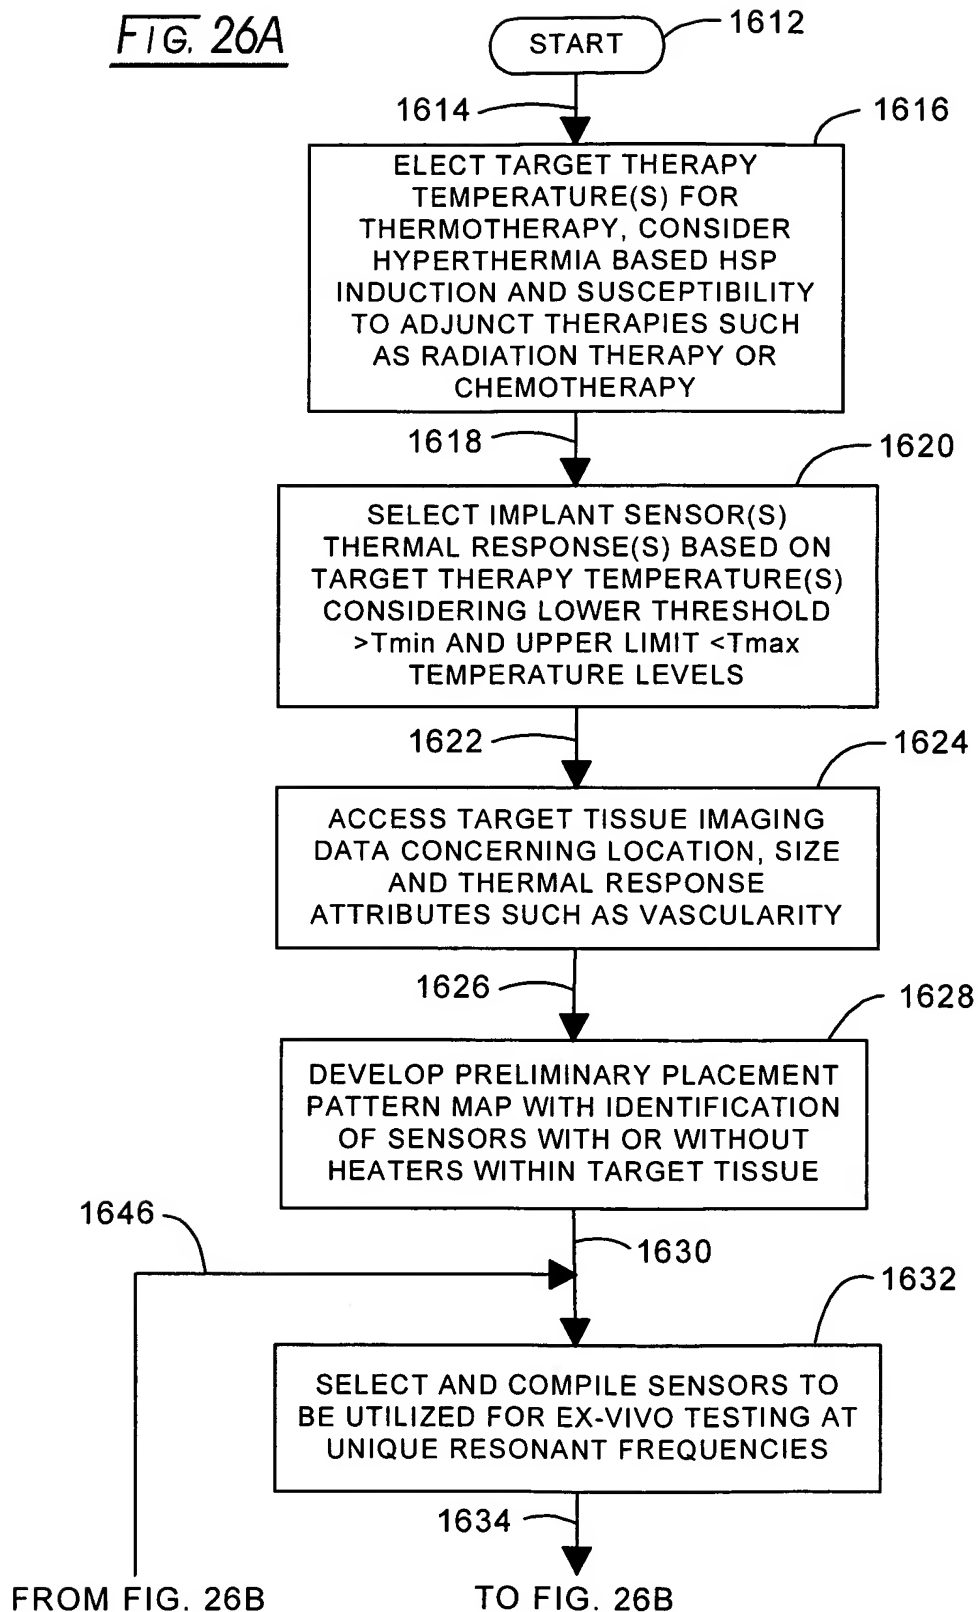 FIG. 26A
START
1612
1614
1616
ELECT TARGET THERAPY
TEMPERATURE(S) FOR
THERMOTHERAPY, CONSIDER
HYPERTHERMIA BASED HSP
INDUCTION AND SUSCEPTIBILITY
TO ADJUNCT THERAPIES SUCH
AS RADIATION THERAPY OR
CHEMOTHERAPY
1618
1620
SELECT IMPLANT SENSOR(S)
THERMAL RESPONSE(S) BASED ON
TARGET THERAPY TEMPERATURE(S)
CONSIDERING LOWER THRESHOLD
>Tmin AND UPPER LIMIT <Tmax
TEMPERATURE LEVELS
1622
1624
ACCESS TARGET TISSUE IMAGING
DATA CONCERNING LOCATION, SIZE
AND THERMAL RESPONSE
ATTRIBUTES SUCH AS VASCULARITY
1626
1628
DEVELOP PRELIMINARY PLACEMENT
PATTERN MAP WITH IDENTIFICATION
OF SENSORS WITH OR WITHOUT
HEATERS WITHIN TARGET TISSUE
1646
1630
1632
SELECT AND COMPILE SENSORS TO
BE UTILIZED FOR EX-VIVO TESTING AT
UNIQUE RESONANT FREQUENCIES
1634
FROM FIG. 26B
TO FIG. 26B